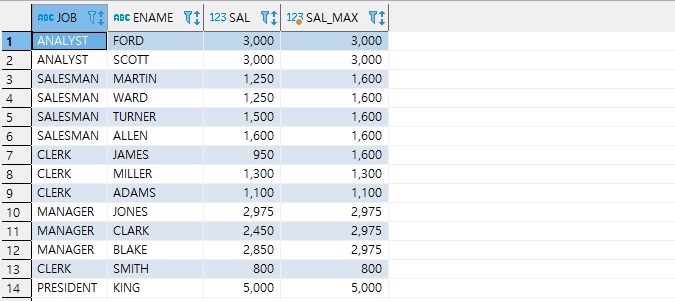 ABC JOB ABC ENAME 123 SAL 123 SAL_MAX
1 ANALYST FORD 3,000 3,000
2 ANALYST SCOTT 3,000 3,000
3 SALESMAN MARTIN 1,250 1,600
4 SALESMAN WARD 1,250 1,600
5 SALESMAN TURNER 1,500 1,600
6 SALESMAN ALLEN 1,600 1,600
7 CLERK JAMES 950 1,600
8 CLERK MILLER 1,300 1,300
9 CLERK ADAMS 1,100 1,100
10 MANAGER JONES 2,975 2,975
11 MANAGER CLARK 2,450 2,975
12 MANAGER BLAKE 2,850 2,975
13 CLERK SMITH 800 800
14 PRESIDENT KING 5,000 5,000